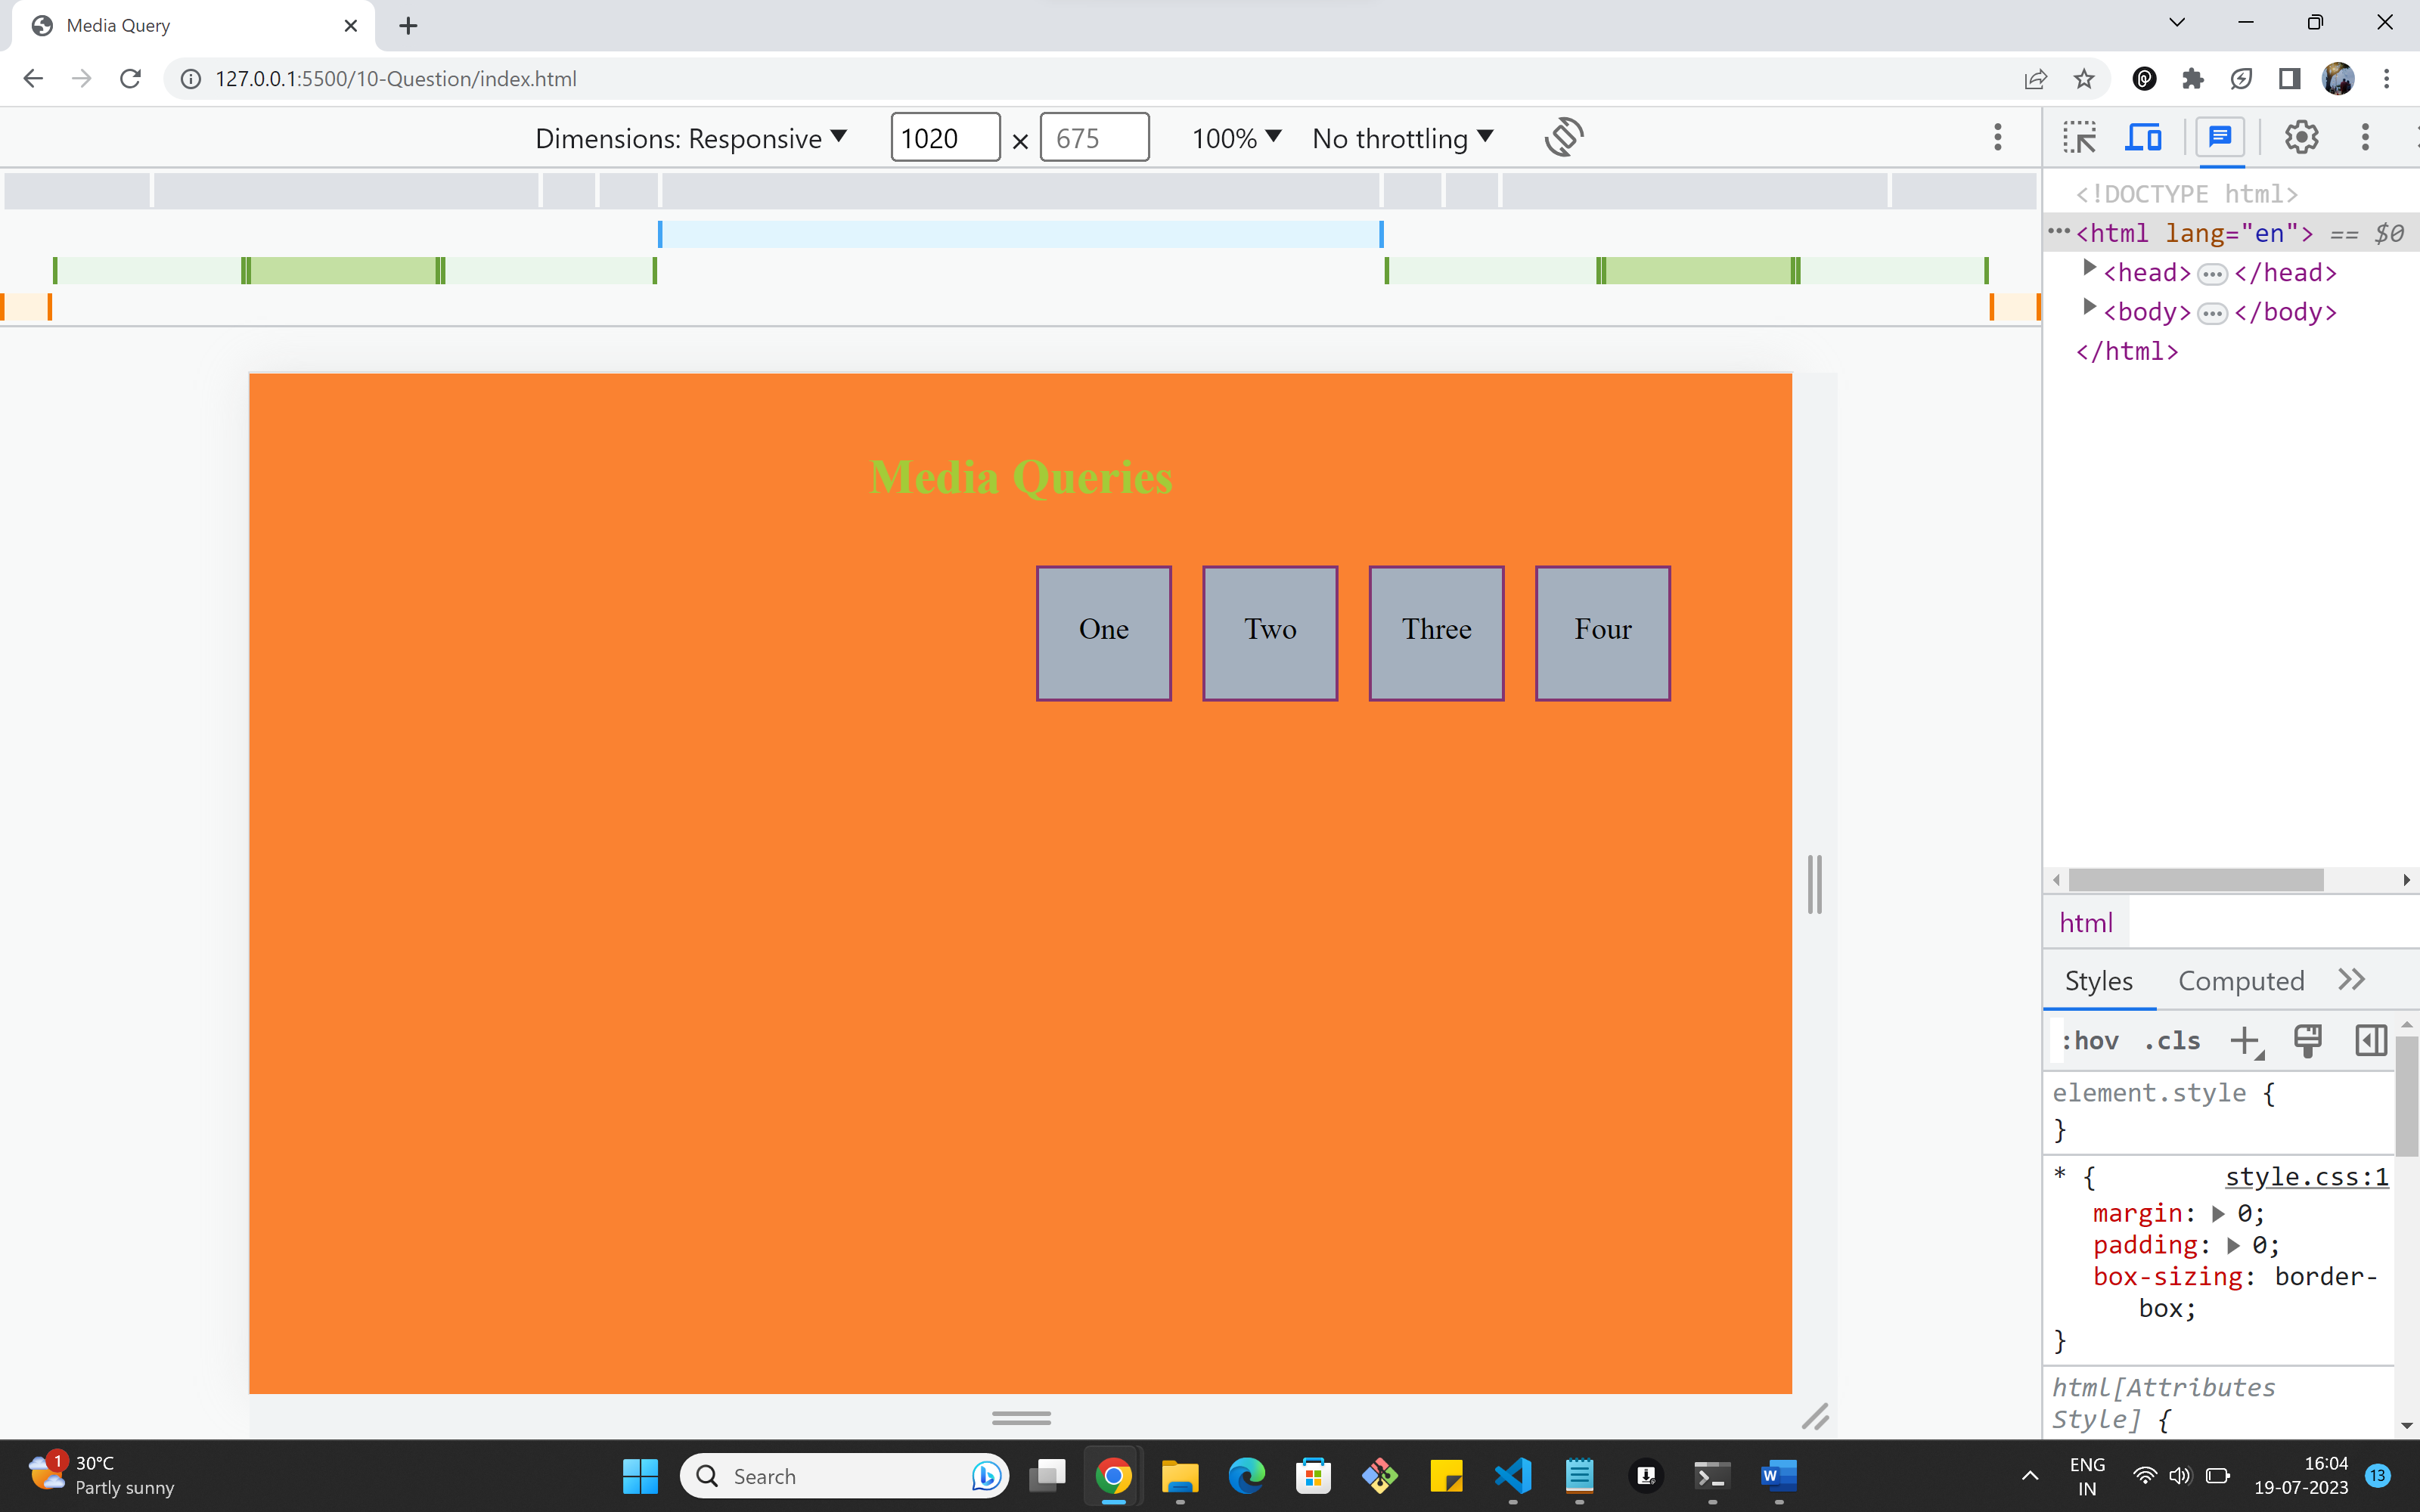 Media Query
127.0.0.1:5500/10-Question/index.html
Dimensions: Responsive 1020 × 675 100% No throttling
<!DOCTYPE html>
<html lang="en"> == $0
<head> </head>
<body> </body>
</html>
Media Queries
One Two Three Four
html
Styles Computed
:hov .cls
element.style {
}
* { style.css:1
margin: 0;
padding: 0;
box-sizing: border-
box;
}
html[Attributes
Style] {
1 30°C
Partly sunny
Search
ENG
IN
16:04
19-07-2023
13